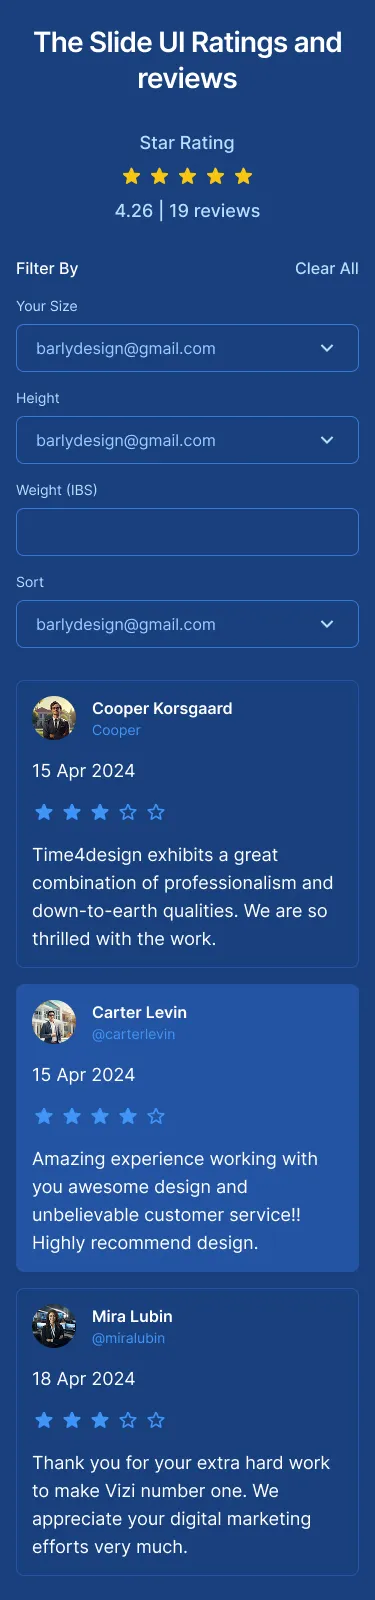 The Slide UI Ratings and
reviews
Star Rating
4.26 | 19 reviews
Filter By
Clear All
Your Size
barlydesign@gmail.com
Height
barlydesign@gmail.com
Weight (IBS)
Sort
barlydesign@gmail.com
Cooper Korsgaard
Cooper
15 Apr 2024
Time4design exhibits a great
combination of professionalism and
down-to-earth qualities. We are so
thrilled with the work.
Carter Levin
@carterlevin
15 Apr 2024
Amazing experience working with
you awesome design and
unbelievable customer service!!
Highly recommend design.
Mira Lubin
@miralubin
18 Apr 2024
Thank you for your extra hard work
to make Vizi number one. We
appreciate your digital marketing
efforts very much.